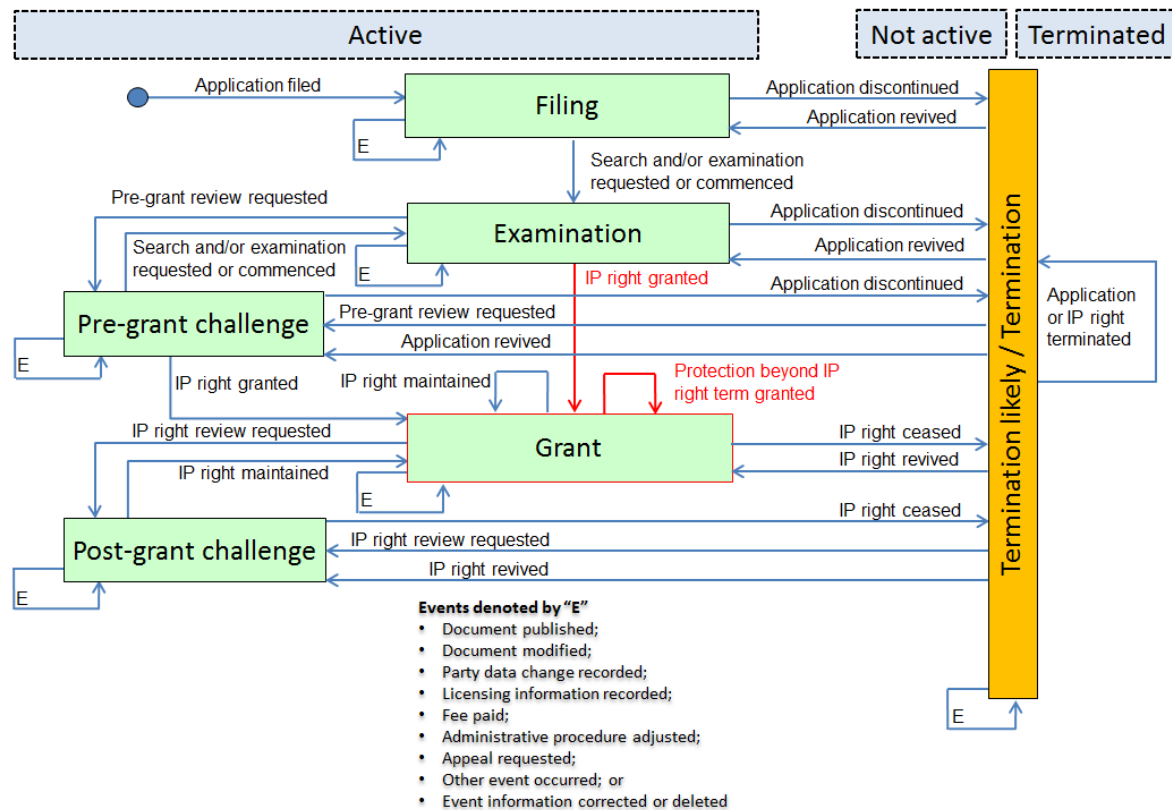 Active
Not active
Terminated
Application filed
Filing
Application discontinued
Application revived
E
Search and/or examination
requested or commenced
Pre-grant review requested
Examination
Application discontinued
Application revived
Search and/or examination
requested or commenced
E
IP right granted
Application discontinued
Pre-grant challenge
Pre-grant review requested
Application revived
E
Termination likely / Termination
Application
or IP right
terminated
IP right granted
IP right maintained
Protection beyond IP
right term granted
IP right review requested
Grant
IP right ceased
IP right revived
IP right maintained
E
IP right ceased
Post-grant challenge
IP right review requested
IP right revived
E
Events denoted by “E”
• Document published;
• Document modified;
• Party data change recorded;
• Licensing information recorded;
• Fee paid;
• Administrative procedure adjusted;
• Appeal requested;
• Other event occurred; or
• Event information corrected or deleted
E